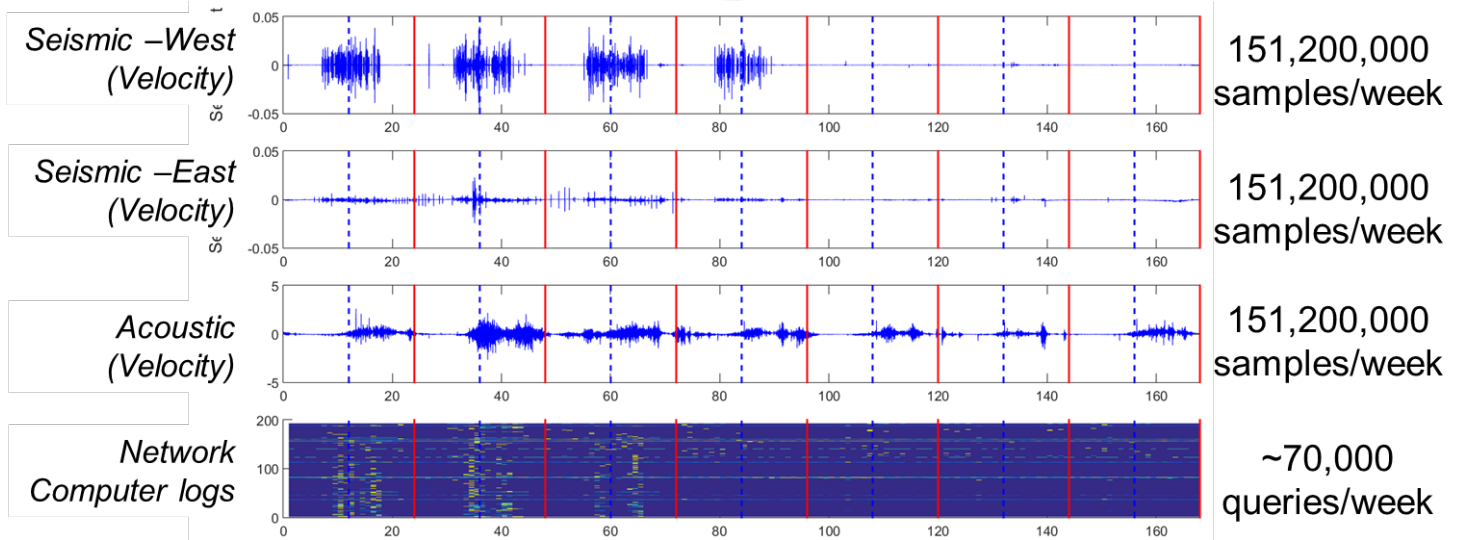 Seismic –West
(Velocity)
0.05
0
-0.05
0 20 40 60 80 100 120 140 160
151,200,000
samples/week
Seismic –East
(Velocity)
0.05
0
-0.05
0 20 40 60 80 100 120 140 160
151,200,000
samples/week
Acoustic
(Velocity)
5
0
-5
0 20 40 60 80 100 120 140 160
151,200,000
samples/week
Network
Computer logs
200
100
0
0 20 40 60 80 100 120 140 160
~70,000
queries/week